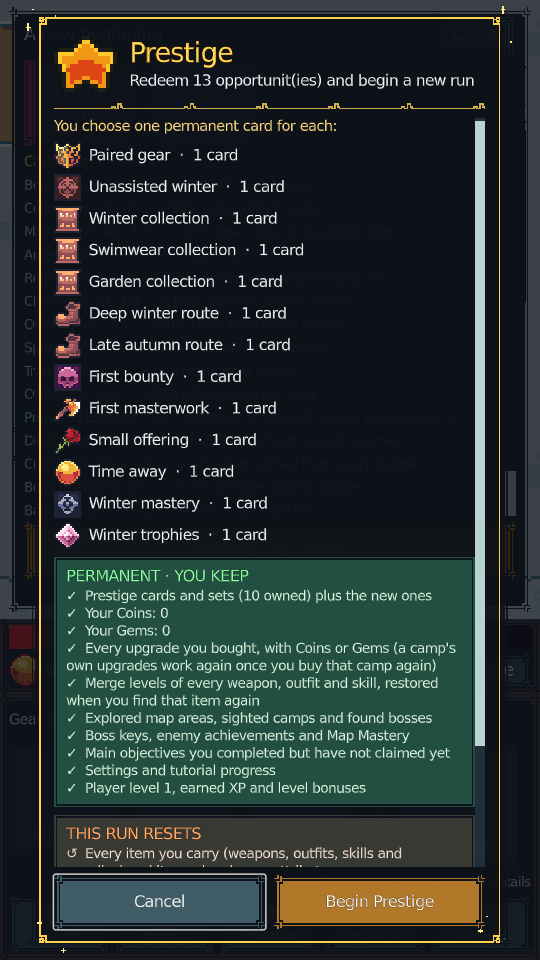 Prestige
Redeem 13 opportunit(ies) and begin a new run
You choose one permanent card for each:
Paired gear · 1 card
Unassisted winter · 1 card
Winter collection · 1 card
Swimwear collection · 1 card
Garden collection · 1 card
Deep winter route · 1 card
Late autumn route · 1 card
First bounty · 1 card
First masterwork · 1 card
Small offering · 1 card
Time away · 1 card
Winter mastery · 1 card
Winter trophies · 1 card
PERMANENT · YOU KEEP
✓ Prestige cards and sets (10 owned) plus the new ones
✓ Your Coins: 0
✓ Your Gems: 0
✓ Every upgrade you bought, with Coins or Gems (a camp's
own upgrades work again once you buy that camp again)
✓ Merge levels of every weapon, outfit and skill, restored
when you find that item again
✓ Explored map areas, sighted camps and found bosses
✓ Boss keys, enemy achievements and Map Mastery
✓ Main objectives you completed but have not claimed yet
✓ Settings and tutorial progress
✓ Player level 1, earned XP and level bonuses
THIS RUN RESETS
↺ Every item you carry (weapons, outfits, skills and
Cancel
Begin Prestige